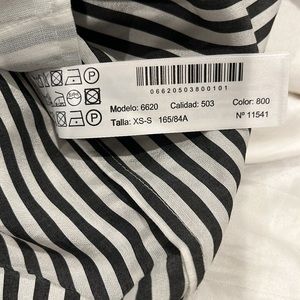 06620503800101
Modelo: 6620 Calidad: 503 Color: 800
Talla: XS-S 165/84A Nº 11541